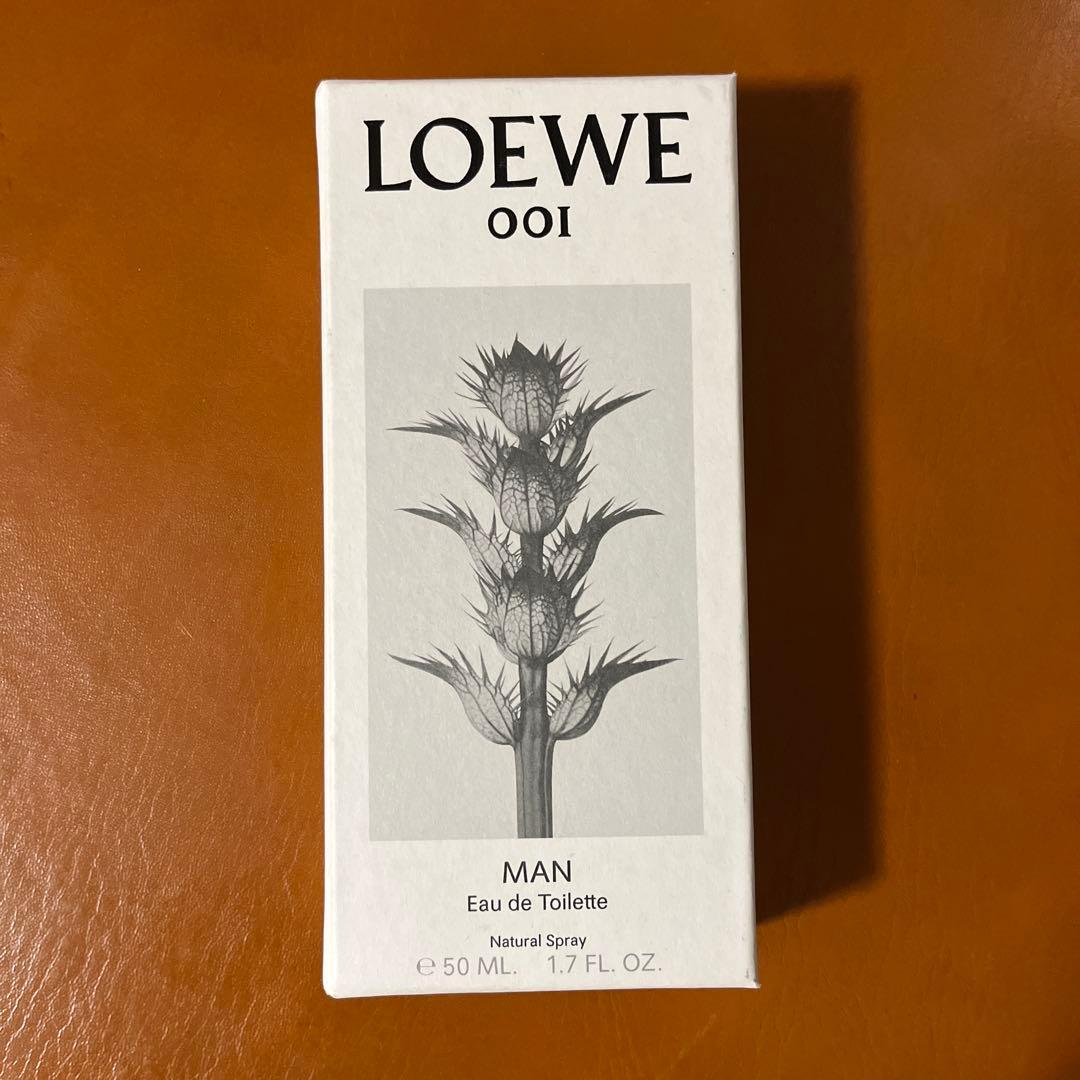 LOEWE
001
MAN
Eau de Toilette
Natural Spray
℮ 50 ML. 1.7 FL. OZ.